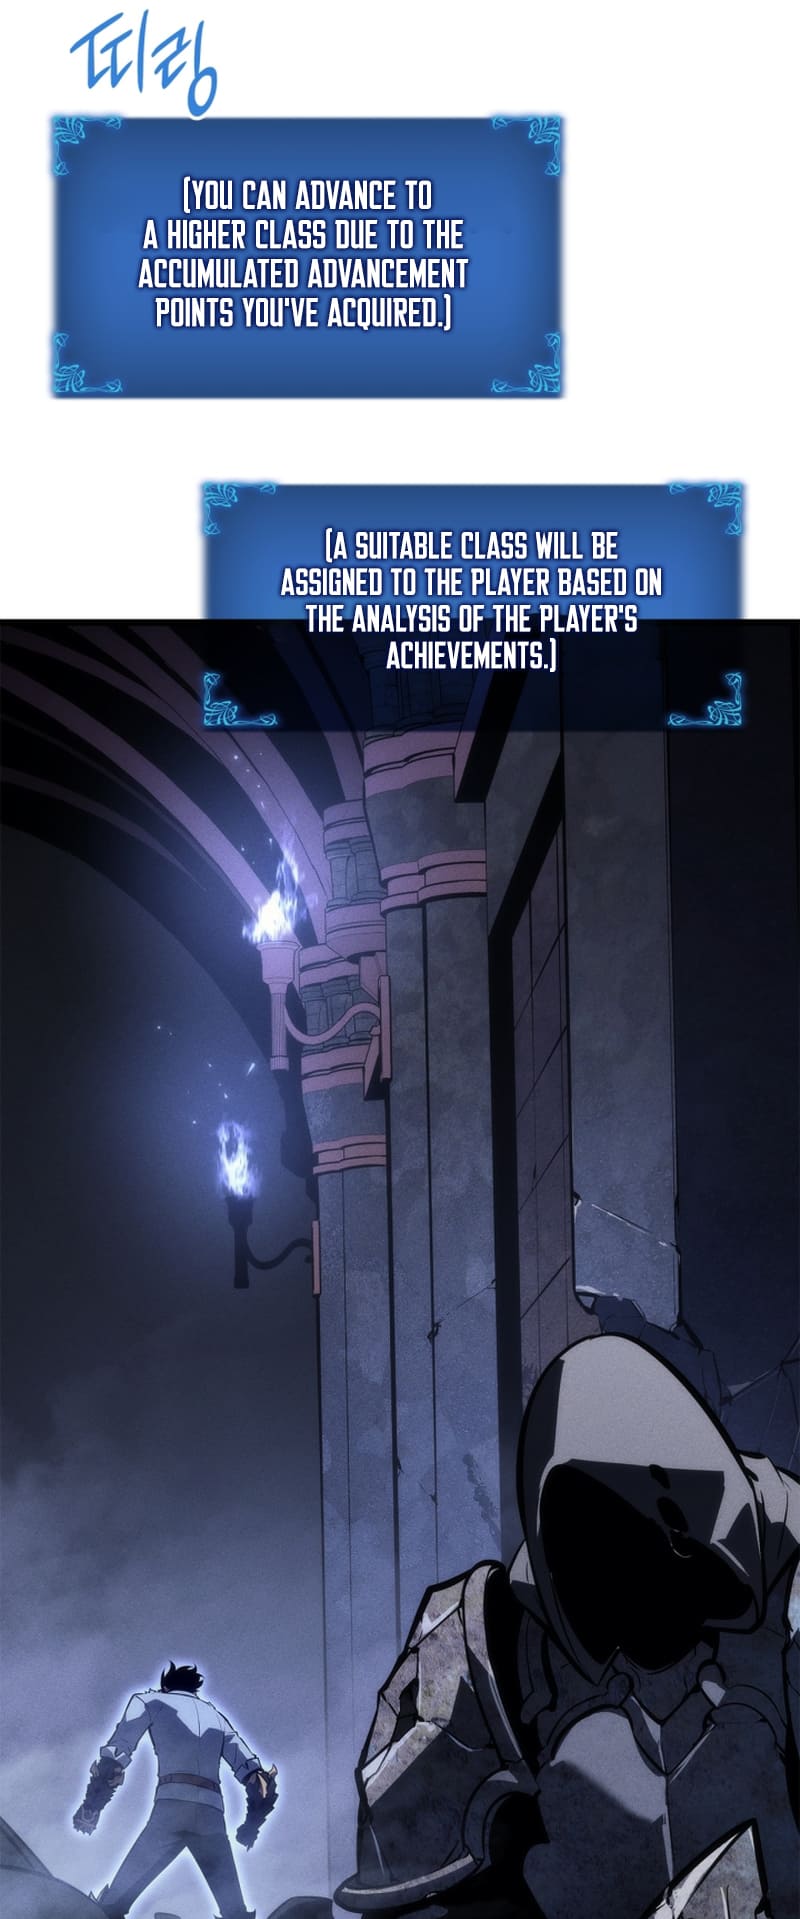 띠링
(YOU CAN ADVANCE TO
A HIGHER CLASS DUE TO THE
ACCUMULATED ADVANCEMENT
POINTS YOU'VE ACQUIRED.)
(A SUITABLE CLASS WILL BE
ASSIGNED TO THE PLAYER BASED ON
THE ANALYSIS OF THE PLAYER'S
ACHIEVEMENTS.)